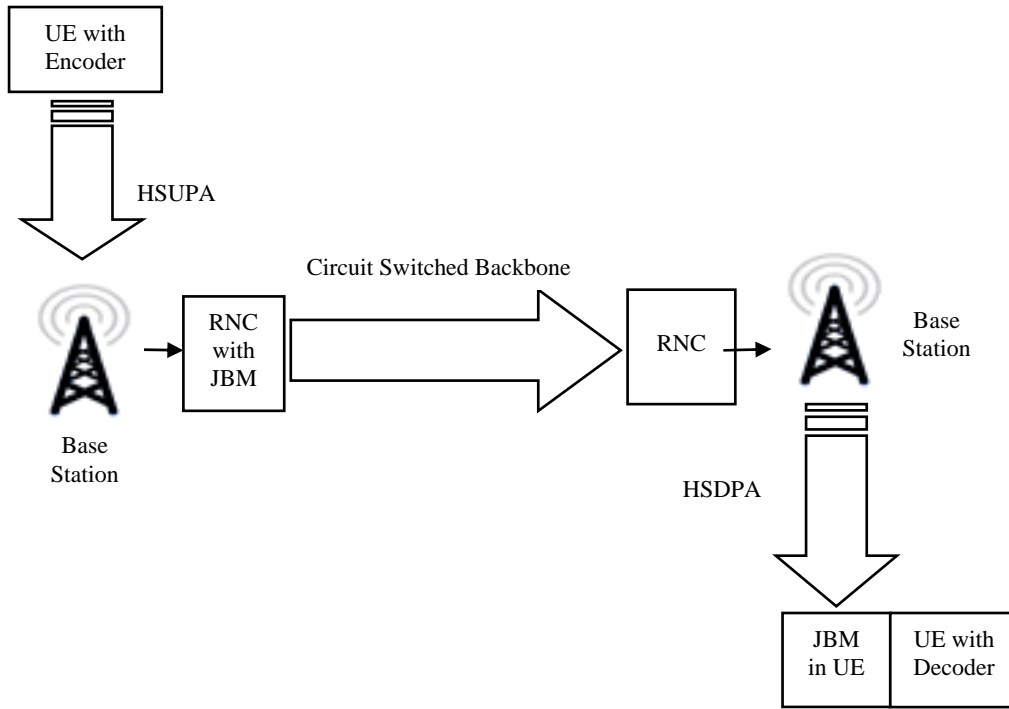 UE with
Encoder
HSUPA
Circuit Switched Backbone
RNC
with
JBM
RNC
Base
Station
Base
Station
HSDPA
JBM
in UE
UE with
Decoder